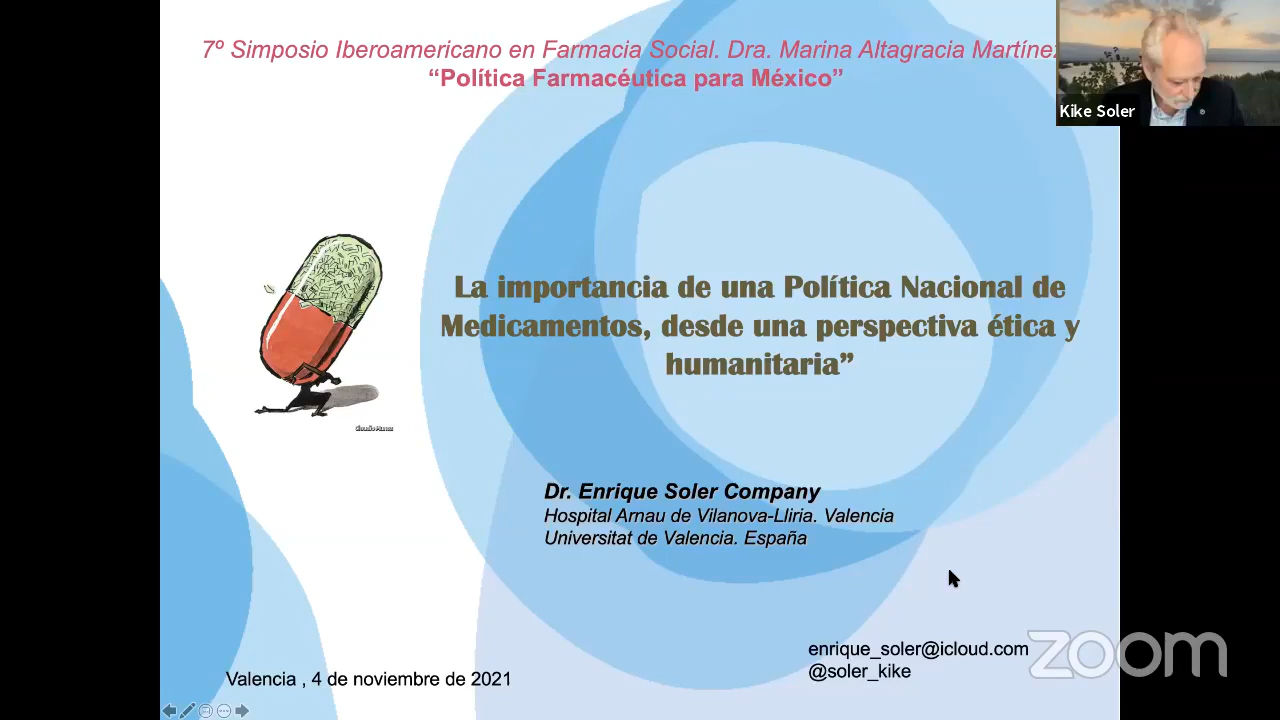 7º Simposio Iberoamericano en Farmacia Social. Dra. Marina Altagracia Martínez
“Política Farmacéutica para México”
Kike Soler
La importancia de una Política Nacional de
Medicamentos, desde una perspectiva ética y
humanitaria”
Dr. Enrique Soler Company
Hospital Arnau de Vilanova-Lliria. Valencia
Universitat de Valencia. España
enrique_soler@icloud.com
@soler_kike
Valencia , 4 de noviembre de 2021
zoom